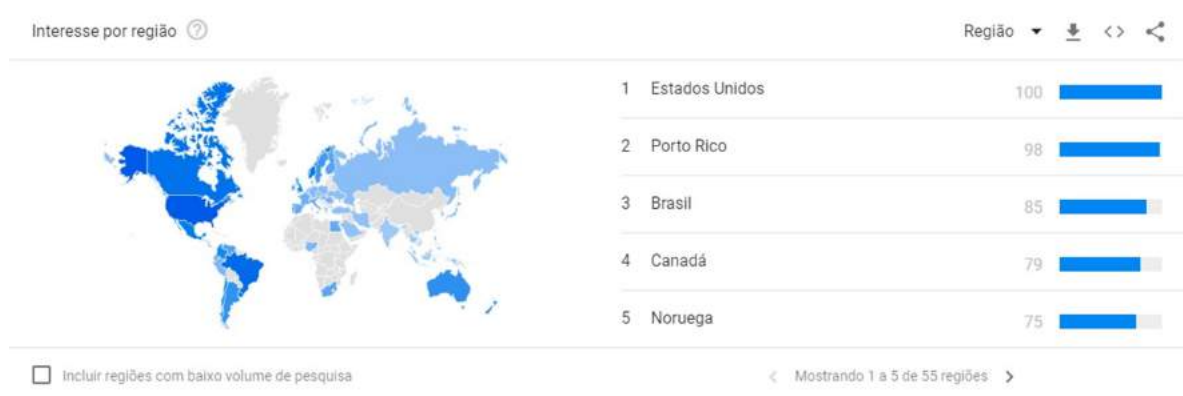 Interesse por região
Região
1 Estados Unidos 100
2 Porto Rico 98
3 Brasil 85
4 Canadá 79
5 Noruega 75
Incluir regiões com baixo volume de pesquisa
Mostrando 1 a 5 de 55 regiões